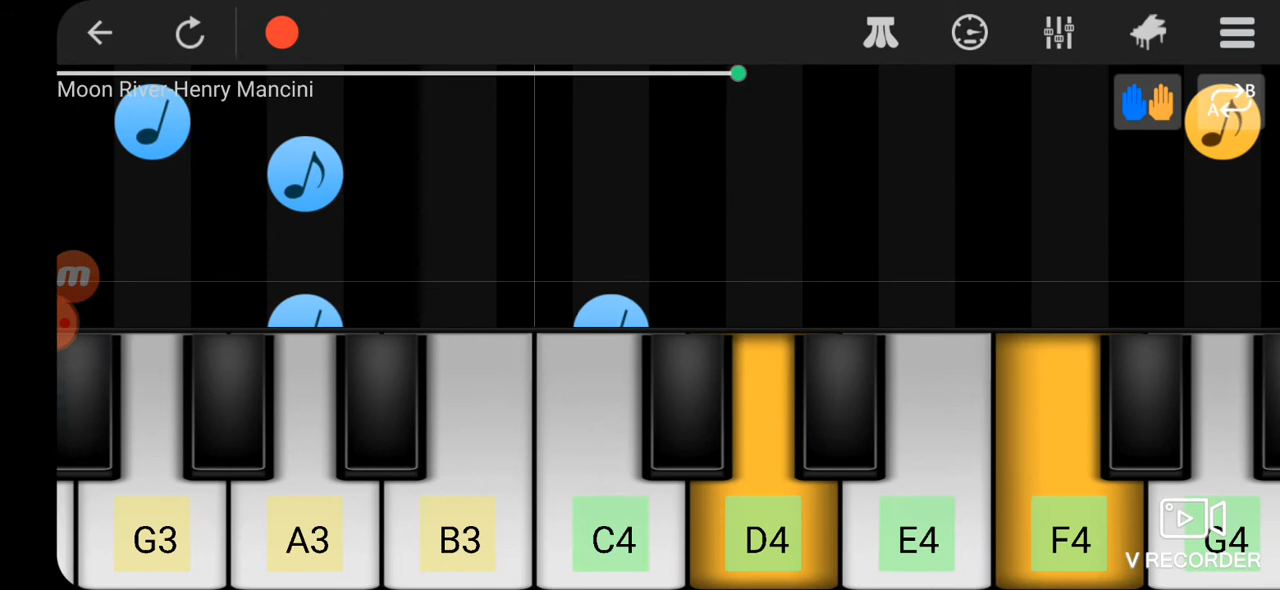 Moon River Henry Mancini
A B
m
G3 A3 B3 C4 D4 E4 F4 G4
V RECORDER